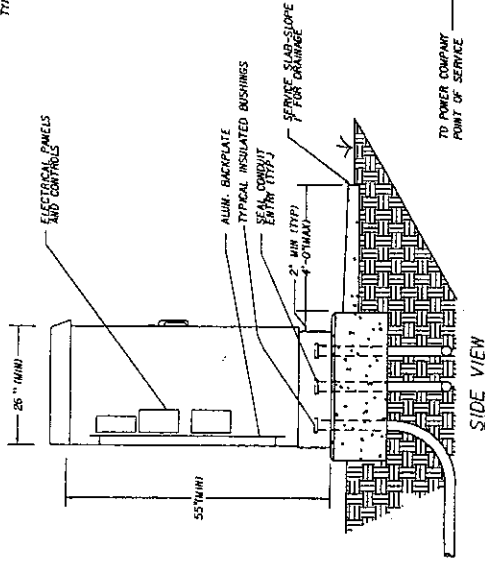 ELECTRICAL PANELS
AND CONTROLS
ALUM. BACKPLATE
TYPICAL INSULATED BUSHINGS
SEAL CONDUIT
ENTRY (TYP.)
SERVICE SLAB-SLOPE
1" FOR DRAINAGE
26" (MIN)
55"(MIN)
2" MIN (TYP)
4'-0"(MAX)
TO POWER COMPANY
POINT OF SERVICE
SIDE VIEW